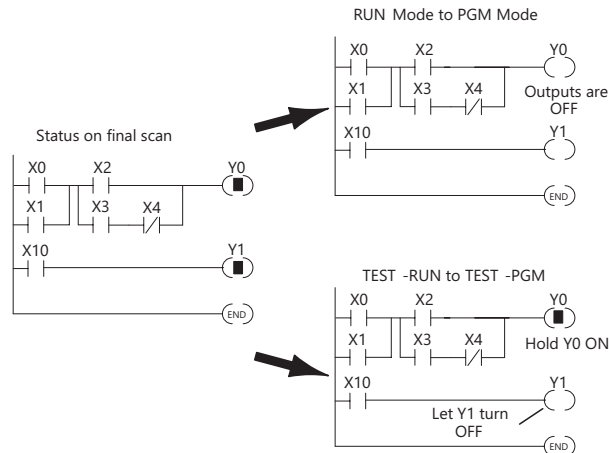 Status on final scan
X0 X2 Y0
X1 X3 X4
X10 Y1
END
RUN Mode to PGM Mode
X0 X2 Y0
X1 X3 X4
Outputs are
OFF
X10 Y1
END
TEST -RUN to TEST -PGM
X0 X2 Y0
X1 X3 X4
Hold Y0 ON
X10 Y1
Let Y1 turn
OFF
END